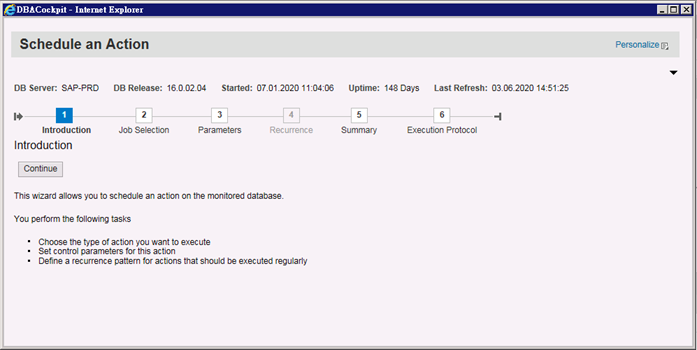 DBACockpit - Internet Explorer
Schedule an Action
Personalize
DB Server: SAP-PRD DB Release: 16.0.02.04 Started: 07.01.2020 11:04:06 Uptime: 148 Days Last Refresh: 03.06.2020 14:51:25
1 2 3 4 5 6
Introduction Job Selection Parameters Recurrence Summary Execution Protocol
Introduction
Continue
This wizard allows you to schedule an action on the monitored database.
You perform the following tasks
• Choose the type of action you want to execute
• Set control parameters for this action
• Define a recurrence pattern for actions that should be executed regularly